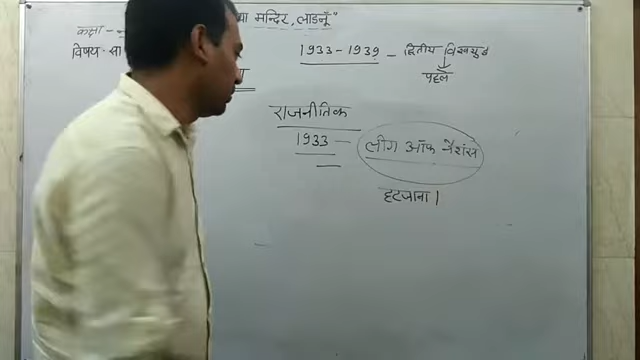 मन्दिर, लाडनूँ"
कक्षा -
विषय - सा
1933 - 1939 - द्वितीय विश्वयुद्ध
पहले
राजनीतिक
1933 - लीग ऑफ नैशंस
हटजाना।